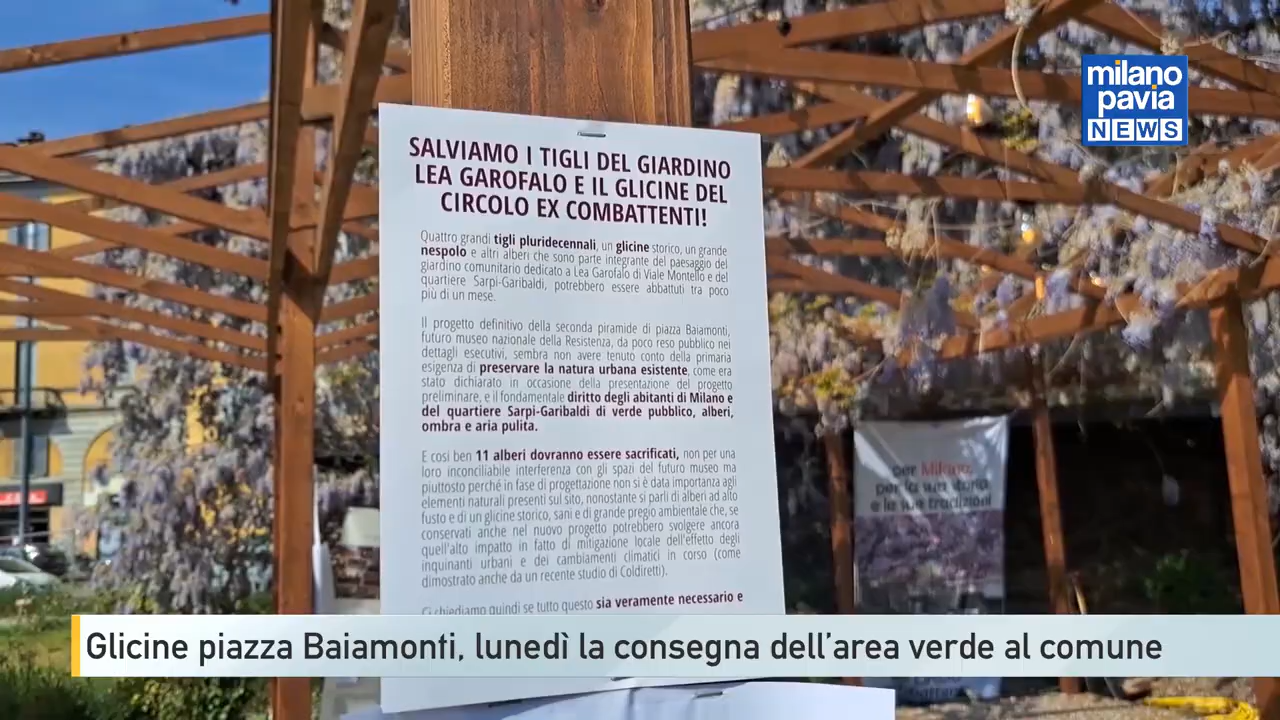 milano
pavia
NEWS
SALVIAMO I TIGLI DEL GIARDINO
LEA GAROFALO E IL GLICINE DEL
CIRCOLO EX COMBATTENTI!
Quattro grandi tigli pluridecennali, un glicine storico, un grande
nespolo e altri alberi che sono parte integrante del paesaggio del
giardino comunitario dedicato a Lea Garofalo di Viale Montello e del
quartiere Sarpi-Garibaldi, potrebbero essere abbattuti tra poco
più di un mese.
Il progetto definitivo della seconda piramide di piazza Baiamonti,
futuro museo nazionale della Resistenza, da poco reso pubblico nei
dettagli esecutivi, sembra non avere tenuto conto della primaria
esigenza di preservare la natura urbana esistente, come era
stato dichiarato in occasione della presentazione del progetto
preliminare, e il fondamentale diritto degli abitanti di Milano e
del quartiere Sarpi-Garibaldi di verde pubblico, alberi,
ombra e aria pulita.
E così ben 11 alberi dovranno essere sacrificati, non per una
loro inconciliabile interferenza con gli spazi del futuro museo ma
piuttosto perché in fase di progettazione non si è data importanza agli
elementi naturali presenti sul sito, nonostante si parli di alberi ad alto
fusto e di un glicine storico, sani e di grande pregio ambientale che, se
conservati anche nel nuovo progetto potrebbero svolgere ancora
quell'alto impatto in fatto di mitigazione locale dell'effetto degli
inquinanti urbani e dei cambiamenti climatici in corso (come
dimostrato anche da un recente studio di Coldiretti).
Ci chiediamo quindi se tutto questo sia veramente necessario e
per Milano,
per la sua storia
e le sue tradizioni
Glicine piazza Baiamonti, lunedì la consegna dell'area verde al comune